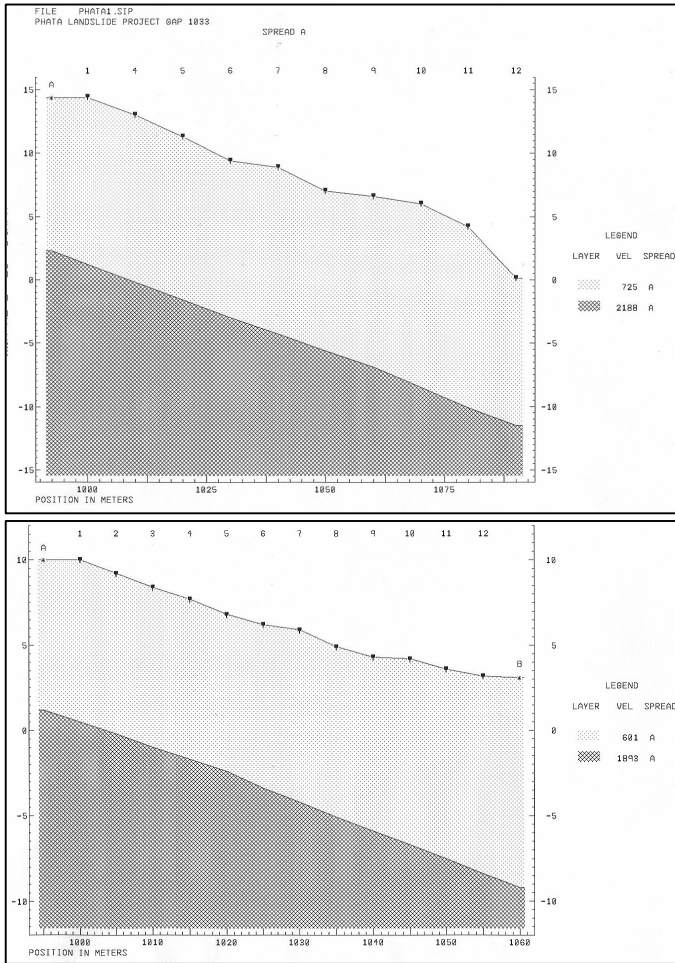 FILE PHATA1.SIP
PHATA LANDSLIDE PROJECT GAP 1033
SPREAD A
1 4 5 6 7 8 9 10 11 12
A
15 15
10 10
5 5
LEGEND
LAYER VEL SPREAD
0 0
725 A
2188 A
-5 -5
-10 -10
-15 -15
1000 1025 1050 1075
POSITION IN METERS
1 2 3 4 5 6 7 8 9 10 11 12
A
10 10
5 5
B
LEGEND
LAYER VEL SPREAD
0 0
601 A
1893 A
-5 -5
-10 -10
1000 1010 1020 1030 1040 1050 1060
POSITION IN METERS